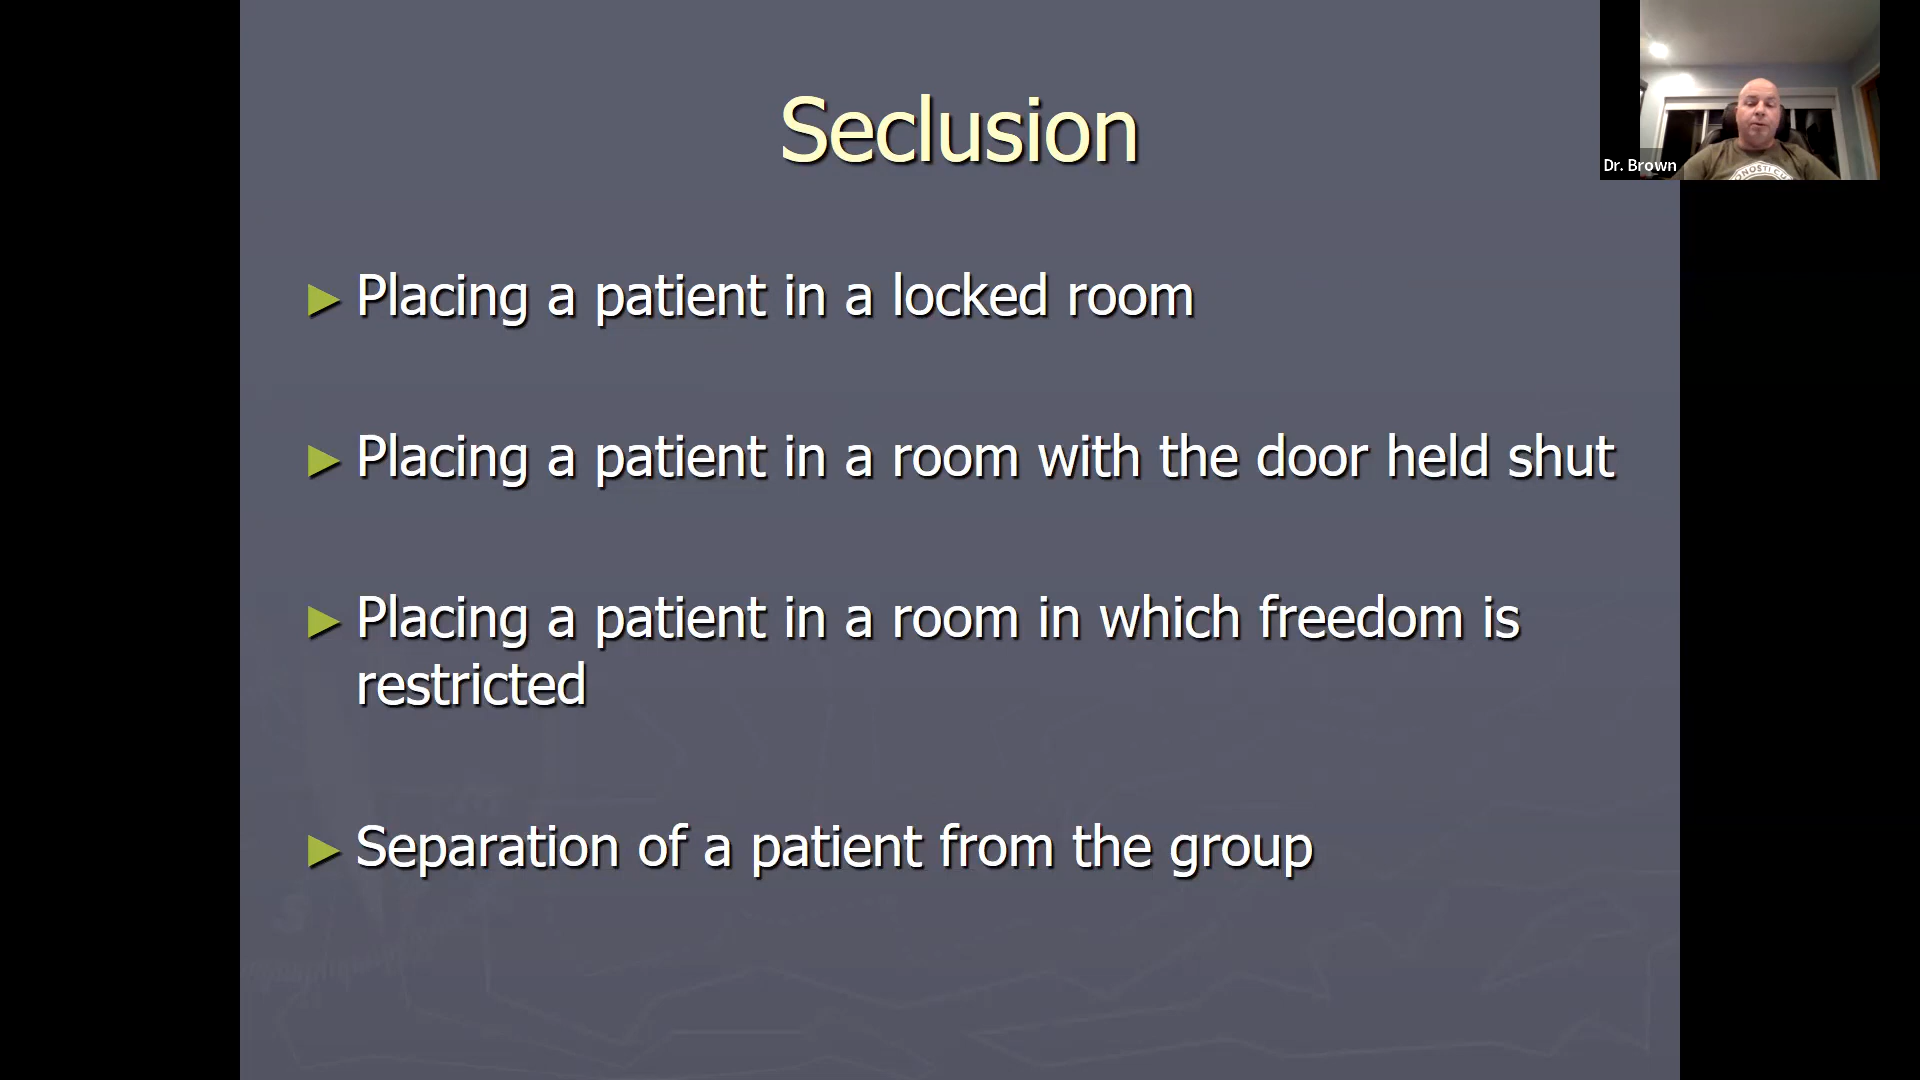 Seclusion
► Placing a patient in a locked room
► Placing a patient in a room with the door held shut
► Placing a patient in a room in which freedom is
restricted
► Separation of a patient from the group
Dr. Brown